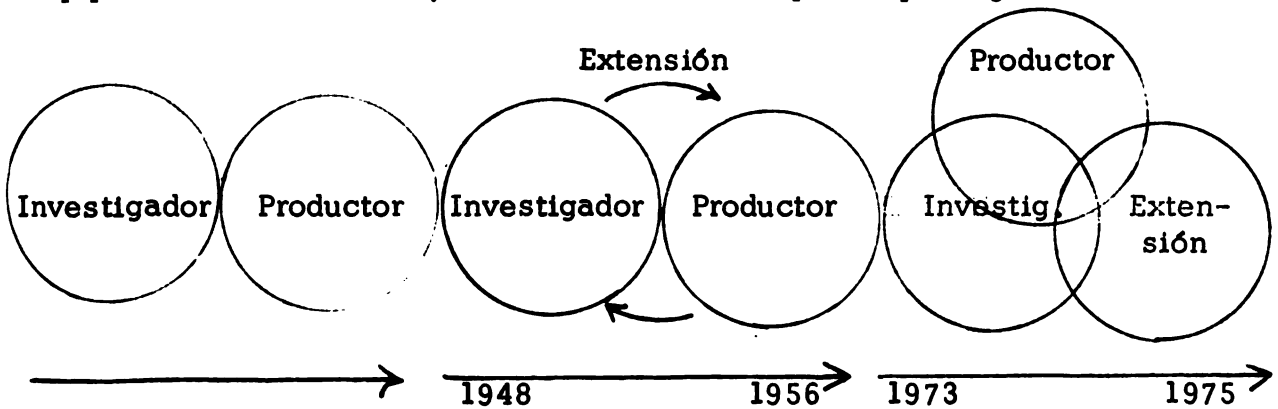 Extensión
Productor
Investigador
Productor
Investigador
Productor
Investig.
Exten-
sión
1948
1956
1973
1975